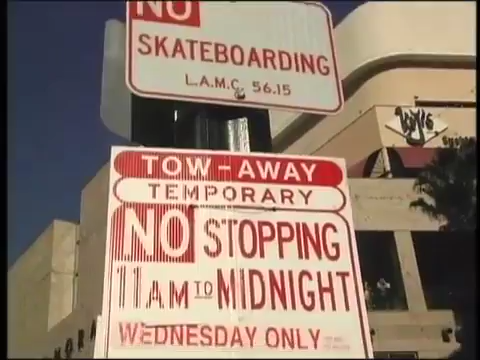 NO
SKATEBOARDING
L.A.M.C. 56.15
TOW-AWAY
TEMPORARY
NO STOPPING
11AM TO MIDNIGHT
WEDNESDAY ONLY